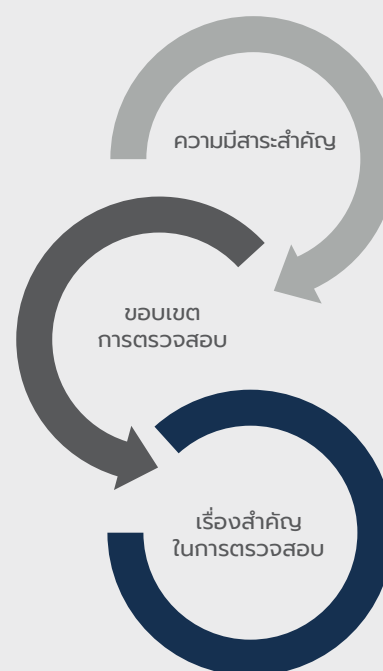 ความมีสาระสำคัญ
ขอบเขต
การตรวจสอบ
เรื่องสำคัญ
ในการตรวจสอบ